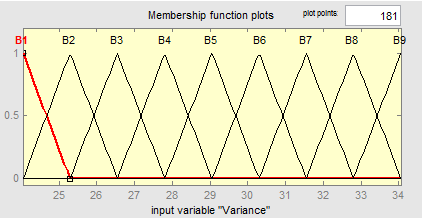 Membership function plots
plot points:
181
B1 B2 B3 B4 B5 B6 B7 B8 B9
1
0.5
0
25 26 27 28 29 30 31 32 33 34
input variable "Variance"